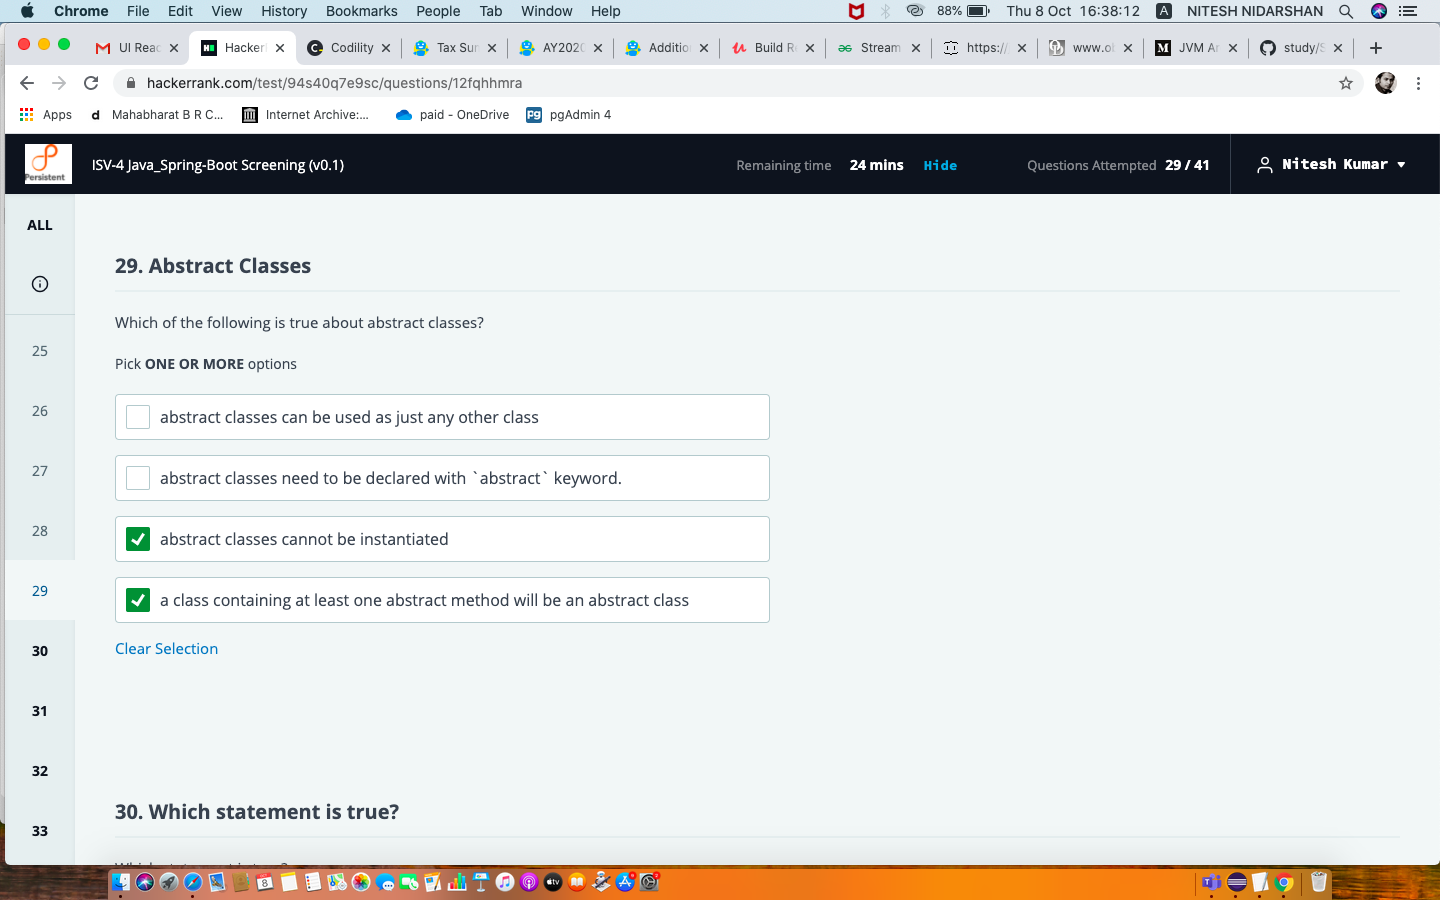 Chrome File Edit View History Bookmarks People Tab Window Help 88% Thu 8 Oct 16:38:12 A NITESH NIDARSHAN
UI Reac Hacker Codility Tax Su AY202 Additio Build R Stream https:// www.o JVM Ar study/S
hackerrank.com/test/94s40q7e9sc/questions/12fqhhmra
Apps d Mahabharat B R C... Internet Archive:... paid - OneDrive pg pgAdmin 4
Persistent ISV-4 Java_Spring-Boot Screening (v0.1) Remaining time 24 mins Hide Questions Attempted 29 / 41 Nitesh Kumar
ALL
29. Abstract Classes
Which of the following is true about abstract classes?
25
Pick ONE OR MORE options
26
abstract classes can be used as just any other class
27
abstract classes need to be declared with `abstract` keyword.
28
abstract classes cannot be instantiated
29
a class containing at least one abstract method will be an abstract class
30
Clear Selection
31
32
30. Which statement is true?
33